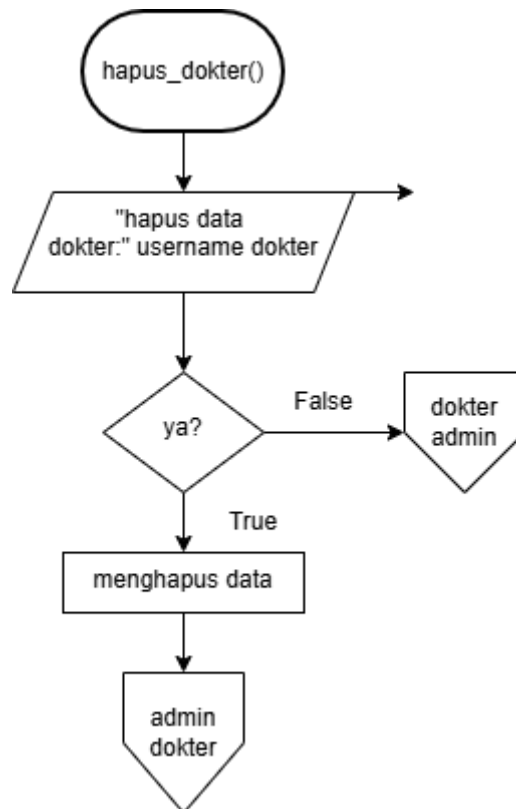 hapus_dokter()
"hapus data
dokter:" username dokter
ya?
False
dokter
admin
True
menghapus data
admin
dokter